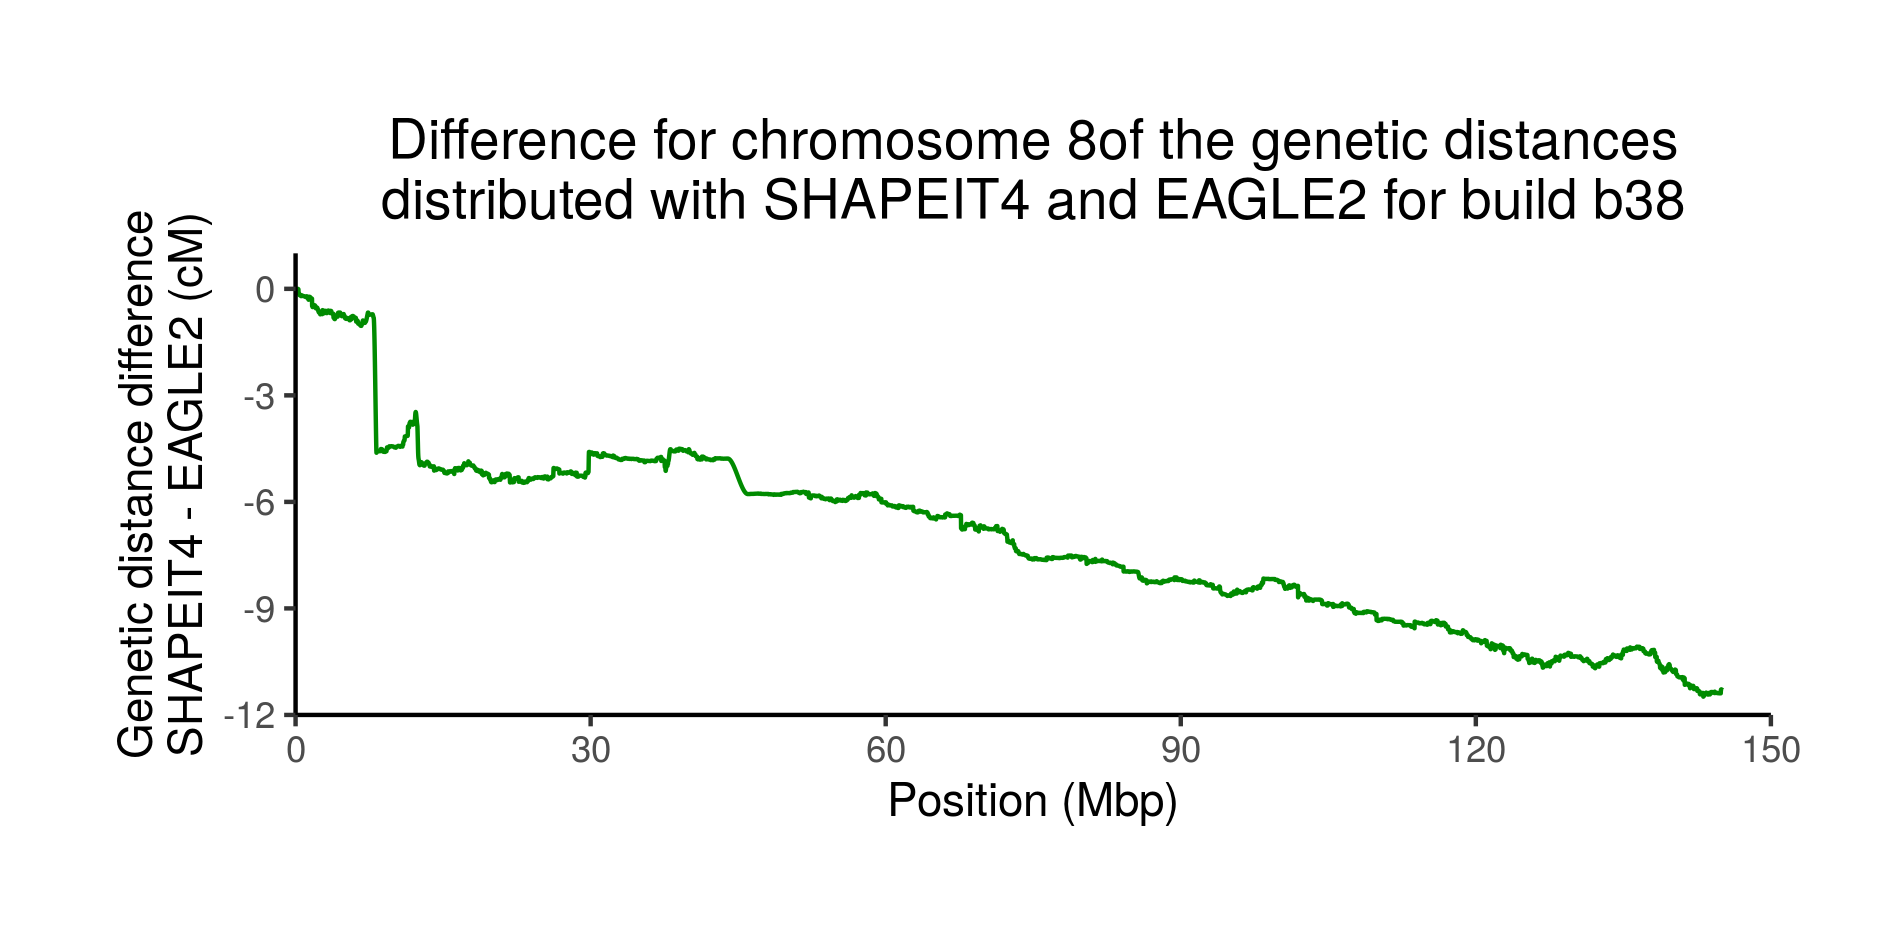 Difference for chromosome 8of the genetic distances
distributed with SHAPEIT4 and EAGLE2 for build b38
Genetic distance difference
SHAPEIT4 - EAGLE2 (cM)
0
-3
-6
-9
-12
0 30 60 90 120 150
Position (Mbp)